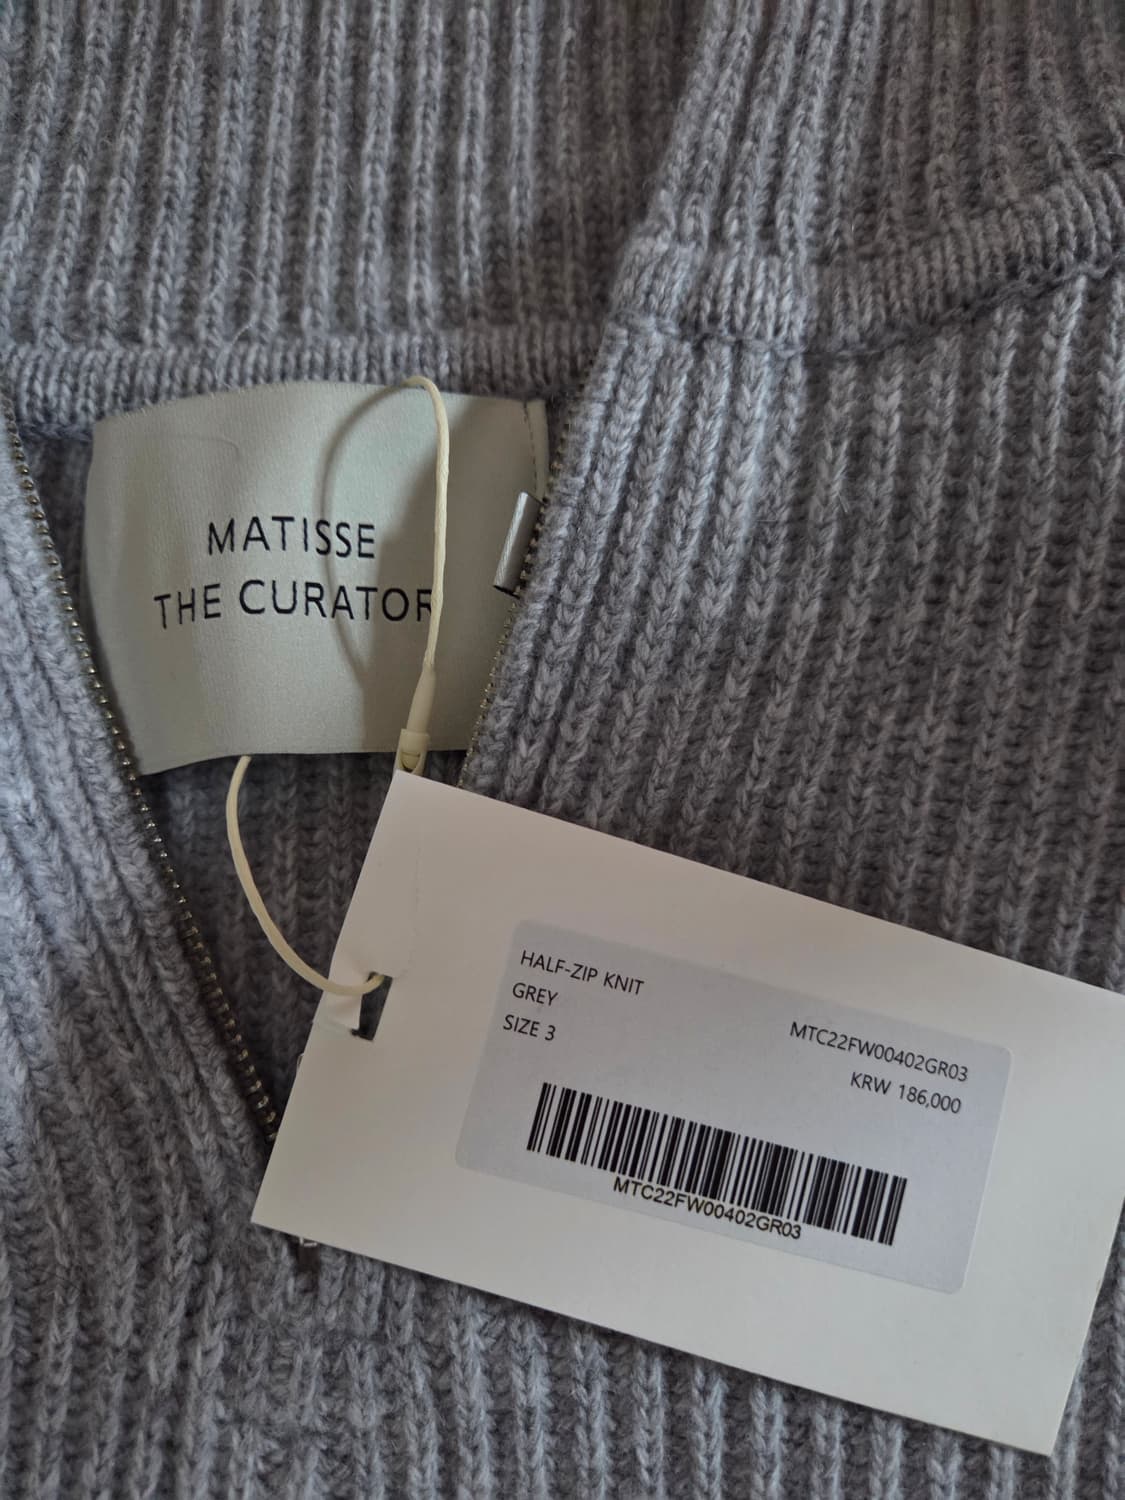 MATISSE
THE CURATOR
HALF-ZIP KNIT
GREY
SIZE 3
MTC22FW00402GR03
KRW 186,000
MTC22FW00402GR03